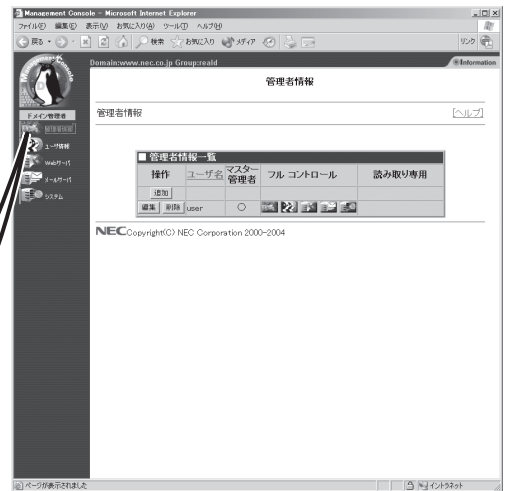 Management Console - Microsoft Internet Explorer
ファイル(F) 編集(E) 表示(V) お気に入り(A) ツール(T) ヘルプ(H)
戻る 検索 お気に入り メディア リンク
Domain:www.nec.co.jp Group:reald
Information
管理者情報
Management Console
ドメイン管理者
管理者情報
ユーザ情報
Webサーバ
メールサーバ
システム
管理者情報 [ヘルプ]
■ 管理者情報一覧
操作 ユーザ名 マスター管理者 フル コントロール 読み取り専用
追加
編集 削除 user ○
NEC Copyright(C) NEC Corporation 2000-2004
ページが表示されました
インターネット